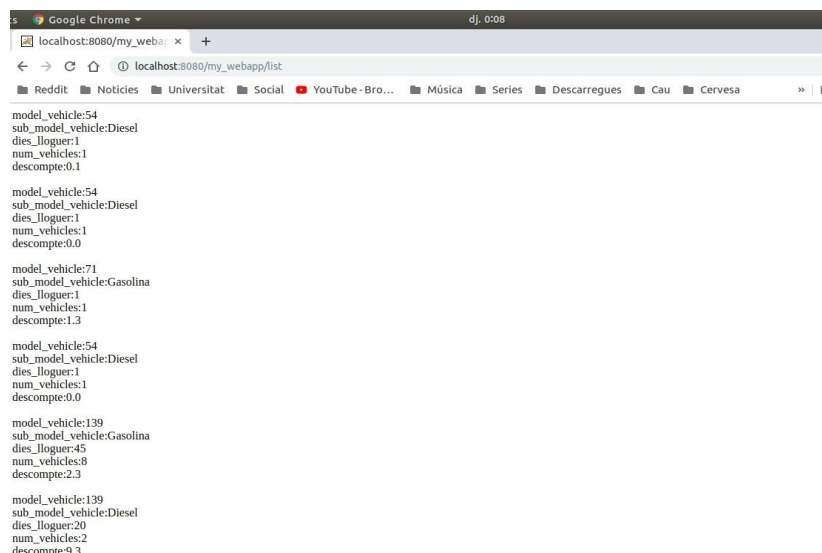 s Google Chrome ▾ dj. 0:08
localhost:8080/my_webap × +
localhost:8080/my_webapp/list
Reddit Noticies Universitat Social YouTube - Bro... Música Series Descarregues Cau Cervesa »
model_vehicle:54
sub_model_vehicle:Diesel
dies_lloguer:1
num_vehicles:1
descompte:0.1
model_vehicle:54
sub_model_vehicle:Diesel
dies_lloguer:1
num_vehicles:1
descompte:0.0
model_vehicle:71
sub_model_vehicle:Gasolina
dies_lloguer:1
num_vehicles:1
descompte:1.3
model_vehicle:54
sub_model_vehicle:Diesel
dies_lloguer:1
num_vehicles:1
descompte:0.0
model_vehicle:139
sub_model_vehicle:Gasolina
dies_lloguer:45
num_vehicles:8
descompte:2.3
model_vehicle:139
sub_model_vehicle:Diesel
dies_lloguer:20
num_vehicles:2
descompte:9.3